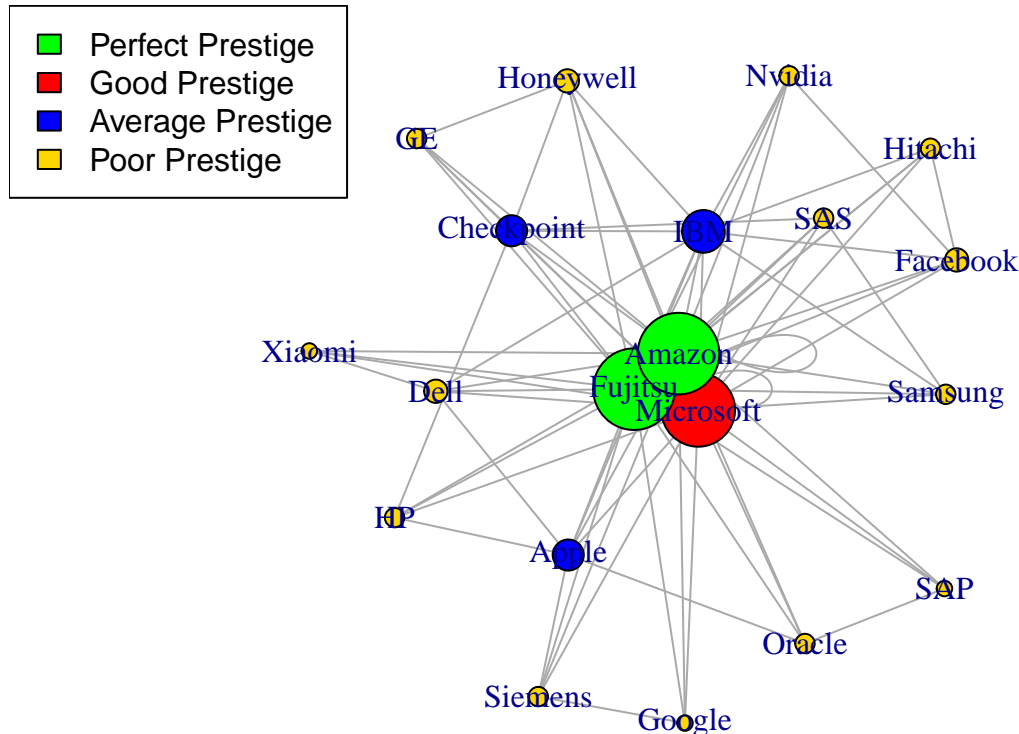 Perfect Prestige
Good Prestige
Average Prestige
Poor Prestige
Honeywell
Nvidia
GE
Hitachi
Checkpoint
IBM
SAS
Facebook
Xiaomi
Amazon
Dell
Fujitsu
Samsung
Microsoft
HP
Apple
SAP
Oracle
Siemens
Google